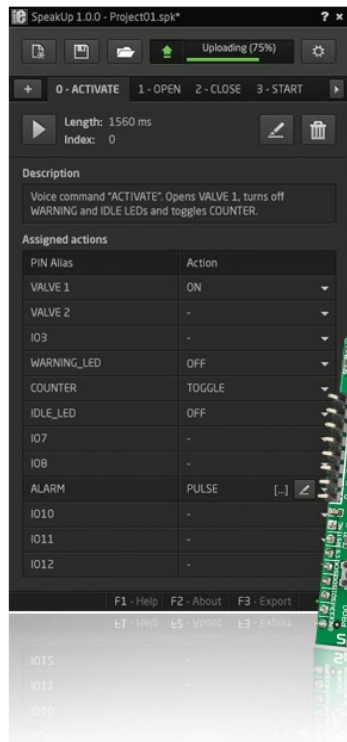 SpeakUp 1.0.0 - Project01.spk*
? ×
Uploading (75%)
+ 0 - ACTIVATE 1 - OPEN 2 - CLOSE 3 - START
Length: 1560 ms
Index: 0
Description
Voice command "ACTIVATE". Opens VALVE 1, turns off
WARNING and IDLE LEDs and toggles COUNTER.
Assigned actions
PIN Alias Action
VALVE 1 ON
VALVE 2 -
IO3 -
WARNING_LED OFF
COUNTER TOGGLE
IDLE_LED OFF
IO7 -
IO8 -
ALARM PULSE [...]
IO10 -
IO11 -
IO12 -
F1 - Help F2 - About F3 - Export
PROG